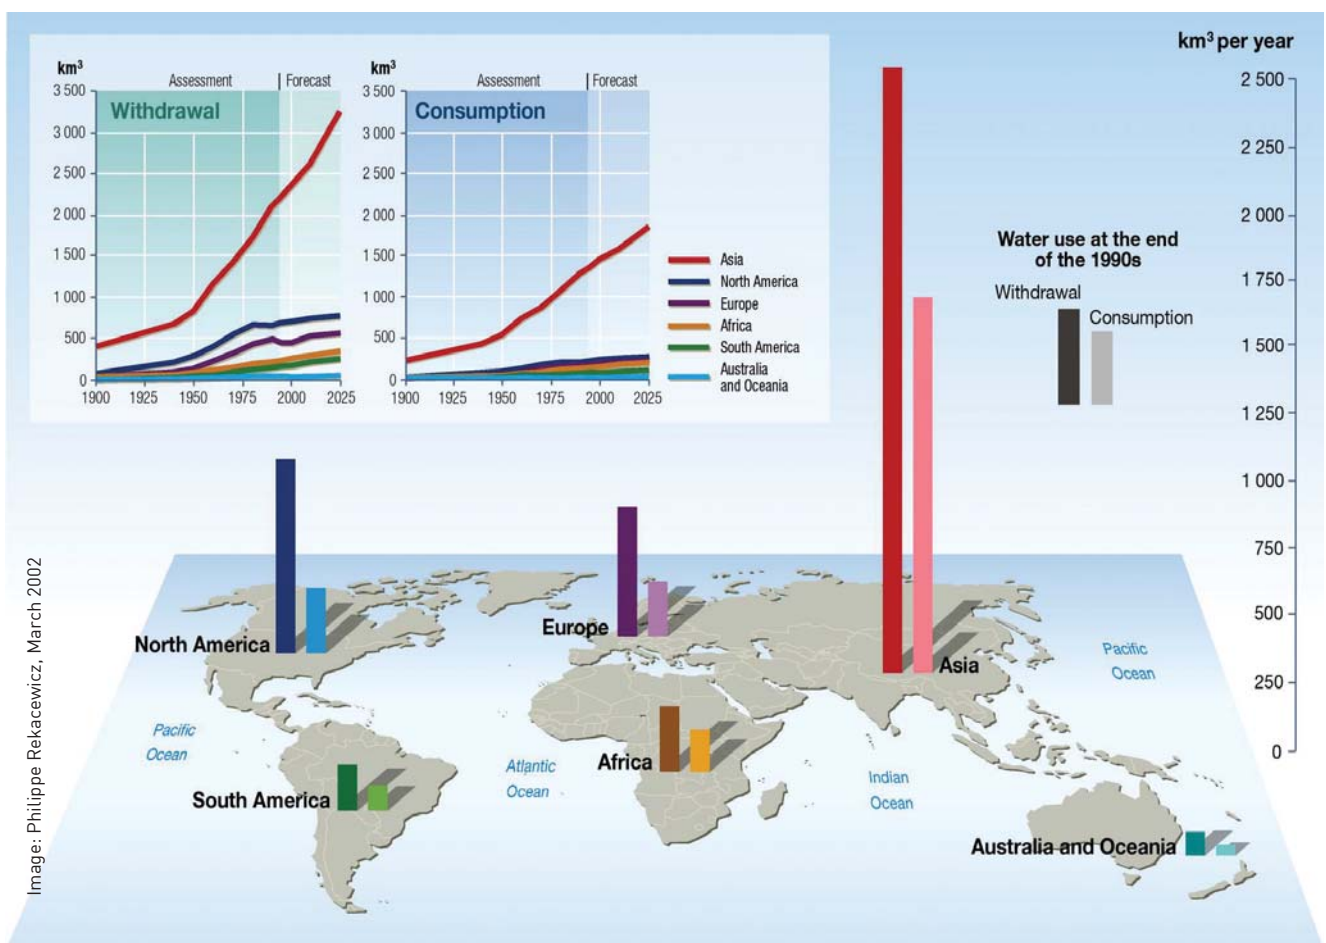 km³ per year
km³
Assessment
Forecast
Withdrawal
3 500
3 000
2 500
2 000
1 500
1 000
500
0
1900
1925
1950
1975
2000
2025
km³
Assessment
Forecast
Consumption
3 500
3 000
2 500
2 000
1 500
1 000
500
0
1900
1925
1950
1975
2000
2025
Asia
North America
Europe
Africa
South America
Australia
and Oceania
Water use at the end
of the 1990s
Withdrawal
Consumption
2 500
2 250
2 000
1 750
1 500
1 250
1 000
750
500
250
0
North America
Europe
Asia
Pacific
Ocean
Pacific
Ocean
South America
Atlantic
Ocean
Africa
Indian
Ocean
Australia and Oceania
Image: Philippe Rekacewicz, March 2002